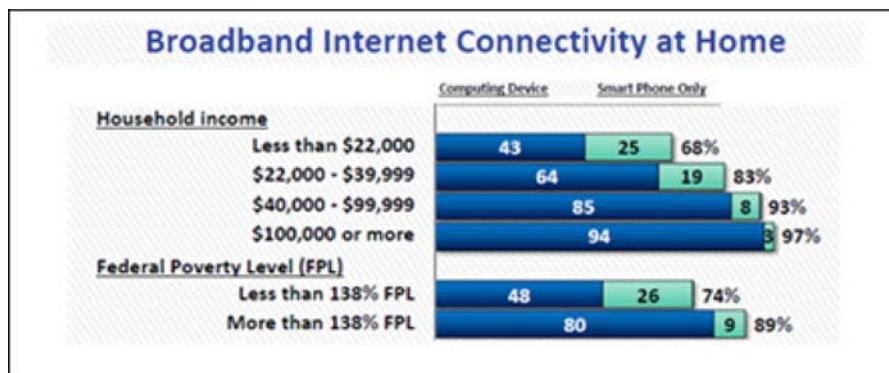 Broadband Internet Connectivity at Home
Computing Device Smart Phone Only
Household income
Less than $22,000 43 25 68%
$22,000 - $39,999 64 19 83%
$40,000 - $99,999 85 8 93%
$100,000 or more 94 3 97%
Federal Poverty Level (FPL)
Less than 138% FPL 48 26 74%
More than 138% FPL 80 9 89%